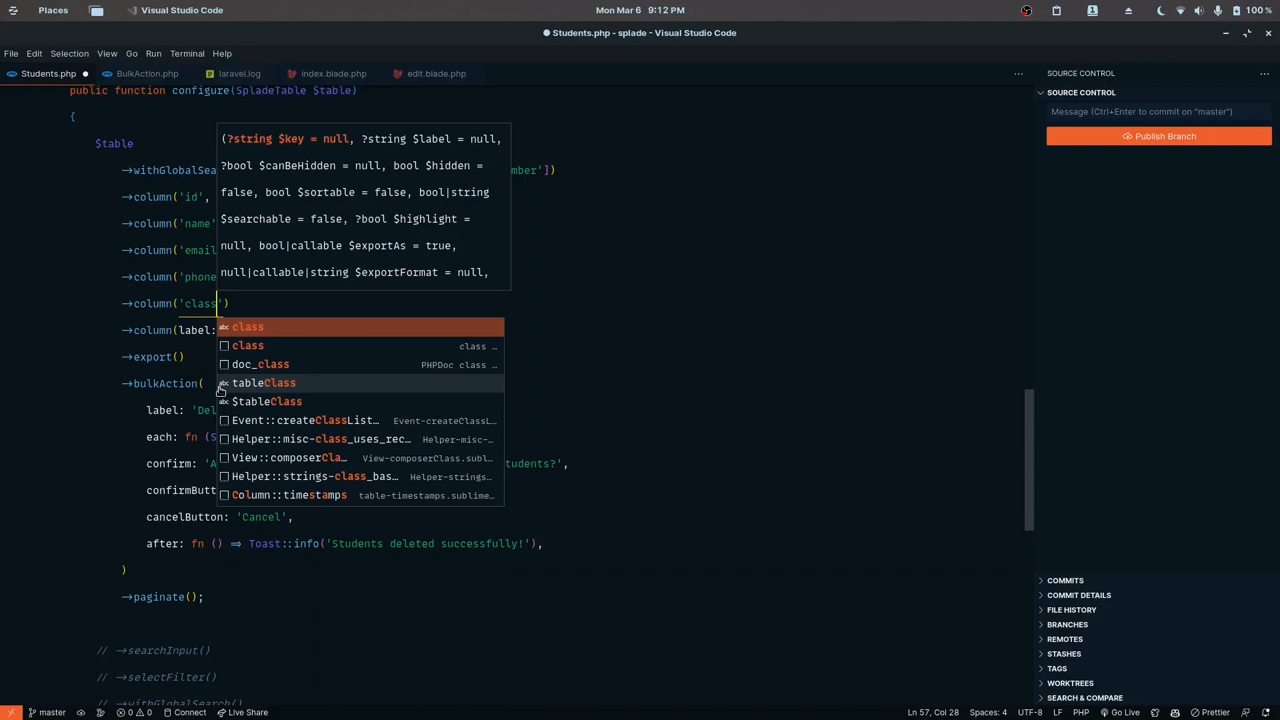 Places
Visual Studio Code
Mon Mar 6 9:12 PM
100 %
● Students.php - splade - Visual Studio Code
File Edit Selection View Go Run Terminal Help
Students.php ●
BulkAction.php
laravel.log
index.blade.php
edit.blade.php
SOURCE CONTROL
SOURCE CONTROL
Message (Ctrl+Enter to commit on "master")
Publish Branch
public function configure(SpladeTable $table)
{
$table
(?string $key = null, ?string $label = null,
?bool $canBeHidden = null, bool $hidden =
false, bool $sortable = false, bool|string
$searchable = false, ?bool $highlight =
null, bool|callable $exportAs = true,
null|callable|string $exportFormat = null,
->withGlobalSea
mber'])
->column('id',
->column('name'
->column('email
->column('phone
->column('class')
->column(label:
->export()
->bulkAction(
label: 'Del
each: fn (S
confirm: 'A
tudents?',
confirmButt
cancelButton: 'Cancel',
after: fn () => Toast::info('Students deleted successfully!'),
)
->paginate();
// ->searchInput()
// ->selectFilter()
// ->withGlobalSearch()
class
class class …
doc_class PHPDoc class …
tableClass
$tableClass
Event::createClassList… Event-createClassL…
Helper::misc-class_uses_rec… Helper-misc-…
View::composerCla… View-composerClass.subl…
Helper::strings-class_bas… Helper-strings…
Column::timestamps table-timestamps.sublime…
COMMITS
COMMIT DETAILS
FILE HISTORY
BRANCHES
REMOTES
STASHES
TAGS
WORKTREES
SEARCH & COMPARE
master
0 0
Connect
Live Share
Ln 57, Col 28
Spaces: 4
UTF-8
LF
PHP
Go Live
Prettier